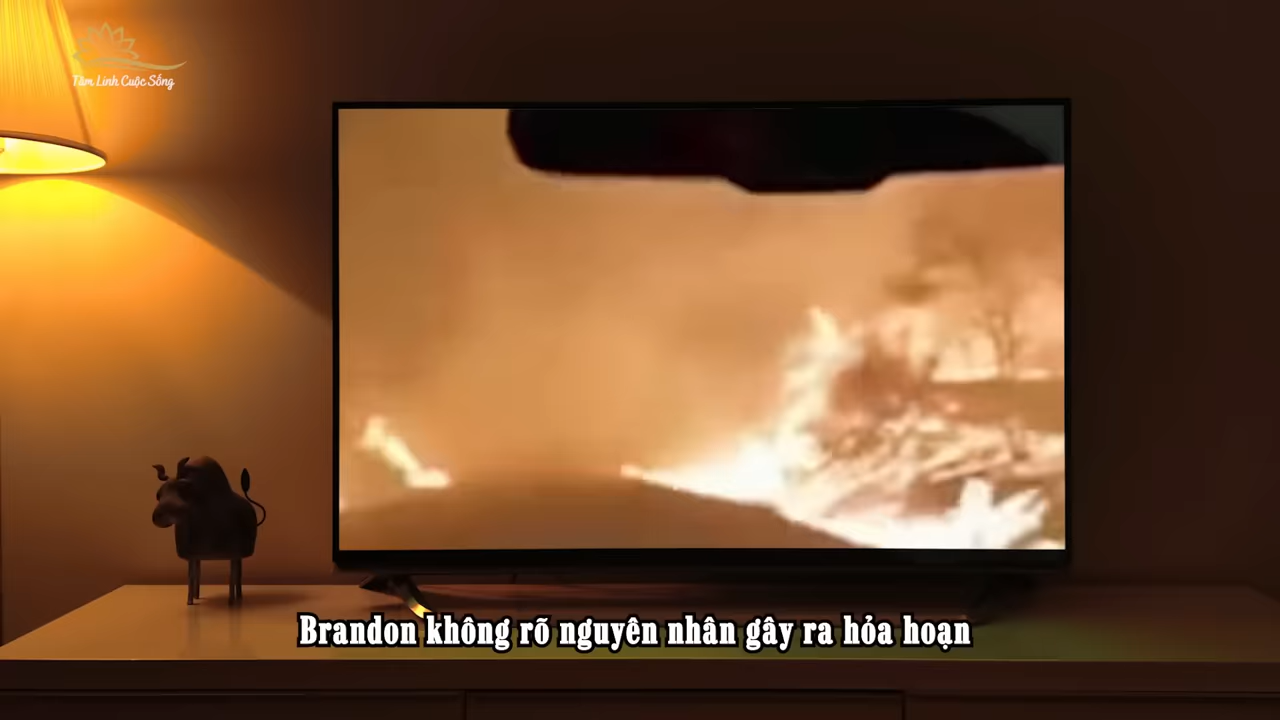 Tâm Linh Cuộc Sống
Brandon không rõ nguyên nhân gây ra hỏa hoạn